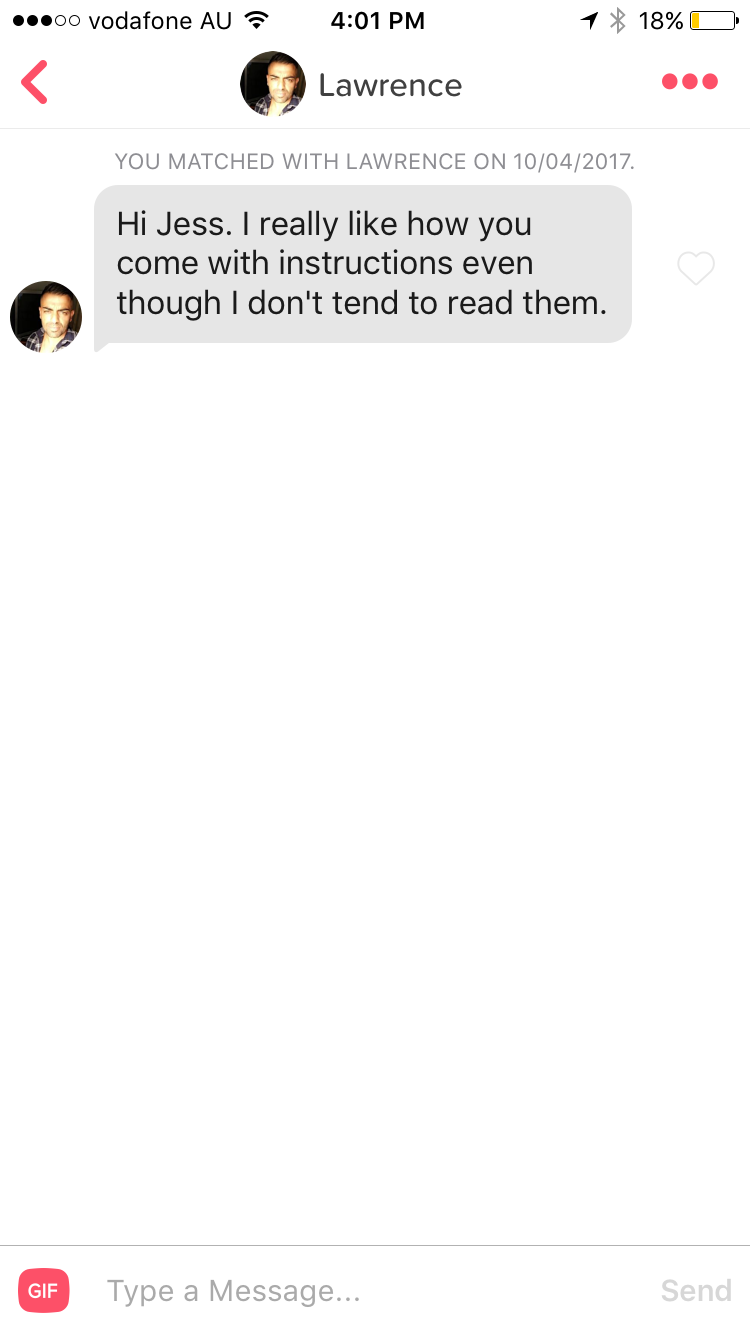 vodafone AU 4:01 PM 18%
Lawrence
YOU MATCHED WITH LAWRENCE ON 10/04/2017.
Hi Jess. I really like how you
come with instructions even
though I don't tend to read them.
GIF Type a Message... Send